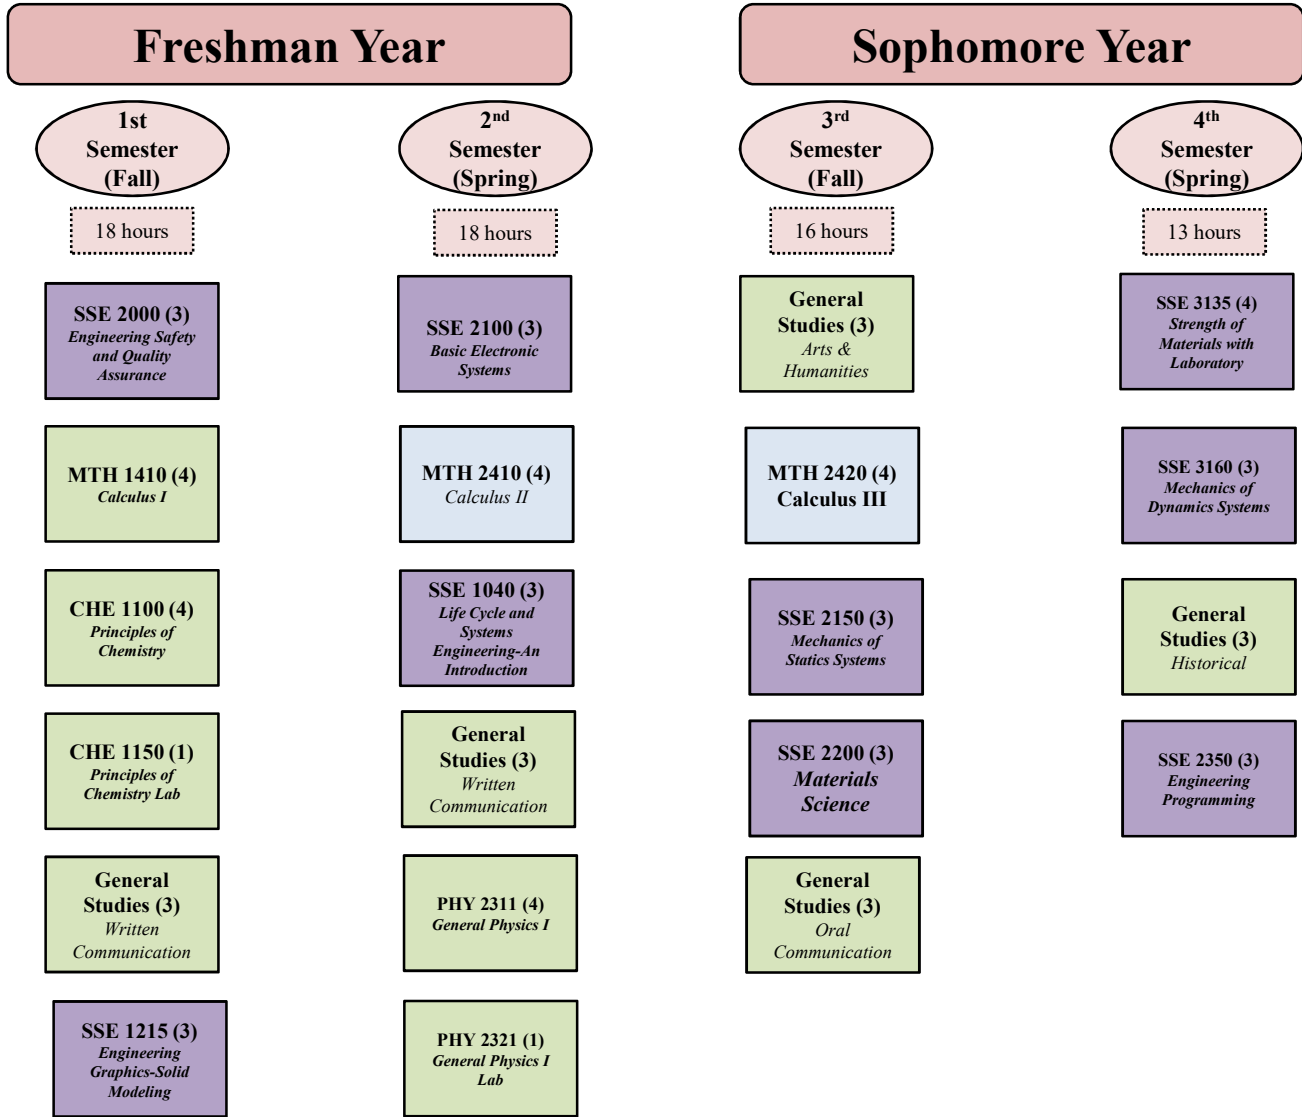 Freshman Year
1st
Semester
(Fall)
18 hours
SSE 2000 (3)
Engineering Safety
and Quality
Assurance
MTH 1410 (4)
Calculus I
CHE 1100 (4)
Principles of
Chemistry
CHE 1150 (1)
Principles of
Chemistry Lab
General
Studies (3)
Written
Communication
SSE 1215 (3)
Engineering
Graphics-Solid
Modeling
2nd
Semester
(Spring)
18 hours
SSE 2100 (3)
Basic Electronic
Systems
MTH 2410 (4)
Calculus II
SSE 1040 (3)
Life Cycle and
Systems
Engineering-An
Introduction
General
Studies (3)
Written
Communication
PHY 2311 (4)
General Physics I
PHY 2321 (1)
General Physics I
Lab
Sophomore Year
3rd
Semester
(Fall)
16 hours
General
Studies (3)
Arts &
Humanities
MTH 2420 (4)
Calculus III
SSE 2150 (3)
Mechanics of
Statics Systems
SSE 2200 (3)
Materials
Science
General
Studies (3)
Oral
Communication
4th
Semester
(Spring)
13 hours
SSE 3135 (4)
Strength of
Materials with
Laboratory
SSE 3160 (3)
Mechanics of
Dynamics Systems
General
Studies (3)
Historical
SSE 2350 (3)
Engineering
Programming